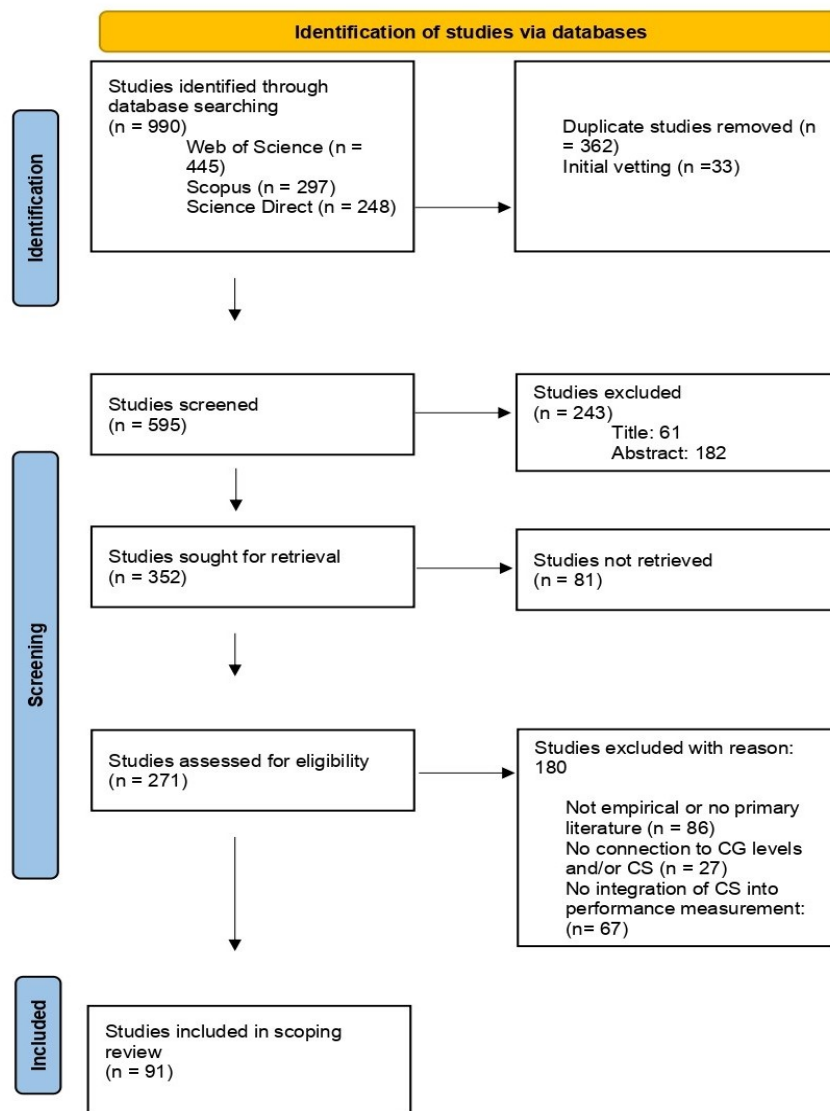 Identification of studies via databases
Identification
Studies identified through
database searching
(n = 990)
Web of Science (n =
445)
Scopus (n = 297)
Science Direct (n = 248)
Duplicate studies removed (n
= 362)
Initial vetting (n =33)
Screening
Studies screened
(n = 595)
Studies excluded
(n = 243)
Title: 61
Abstract: 182
Studies sought for retrieval
(n = 352)
Studies not retrieved
(n = 81)
Studies assessed for eligibility
(n = 271)
Studies excluded with reason:
180
Not empirical or no primary
literature (n = 86)
No connection to CG levels
and/or CS (n = 27)
No integration of CS into
performance measurement:
(n= 67)
Included
Studies included in scoping
review
(n = 91)